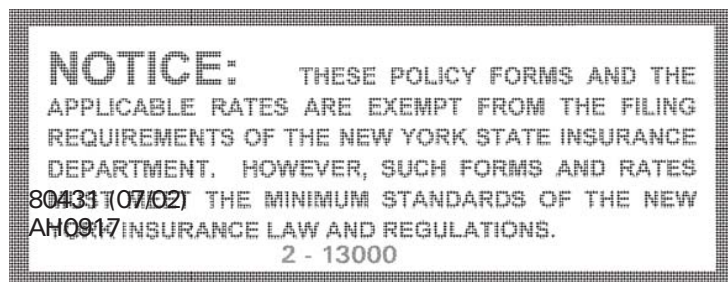 NOTICE: THESE POLICY FORMS AND THE
APPLICABLE RATES ARE EXEMPT FROM THE FILING
REQUIREMENTS OF THE NEW YORK STATE INSURANCE
DEPARTMENT. HOWEVER, SUCH FORMS AND RATES
80431 (07/02) THE MINIMUM STANDARDS OF THE NEW
AH0917 INSURANCE LAW AND REGULATIONS.
2 - 13000